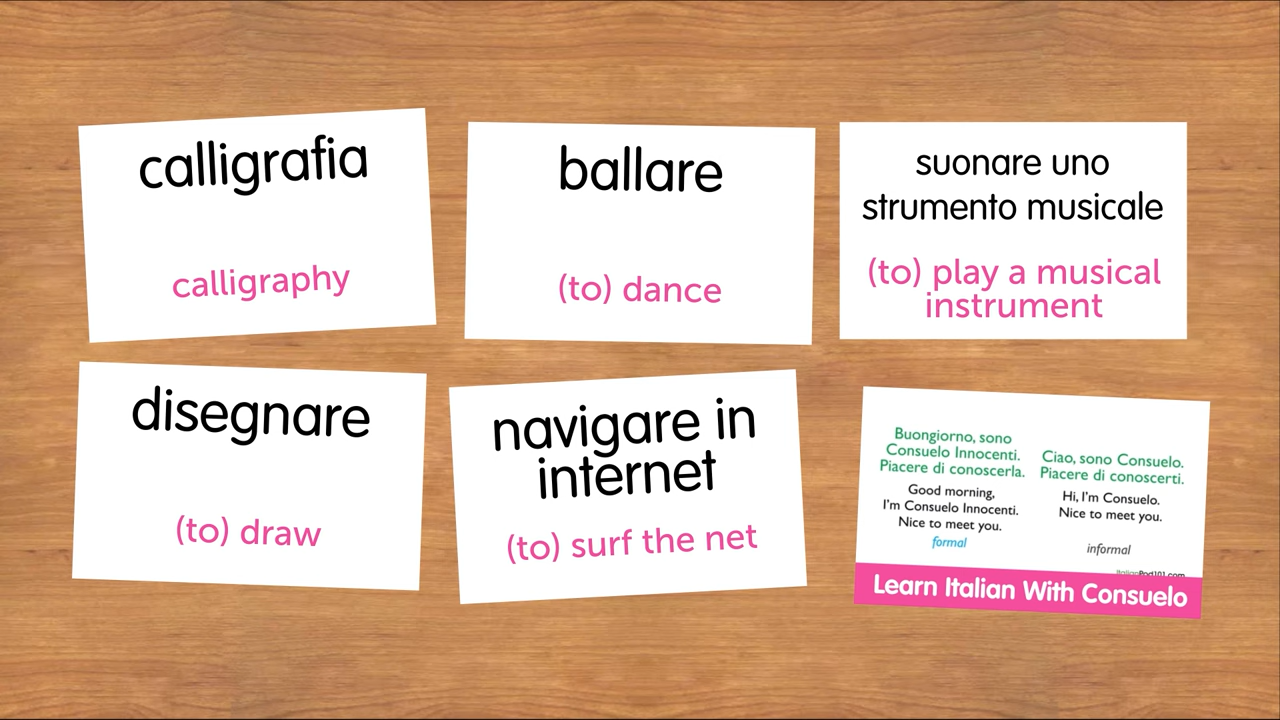 calligrafia
calligraphy
ballare
(to) dance
suonare uno
strumento musicale
(to) play a musical
instrument
disegnare
(to) draw
navigare in
internet
(to) surf the net
Buongiorno, sono
Consuelo Innocenti.
Piacere di conoscerla.
Good morning,
I'm Consuelo Innocenti.
Nice to meet you.
formal
Ciao, sono Consuelo.
Piacere di conoscerti.
Hi, I'm Consuelo.
Nice to meet you.
informal
ItalianPod101.com
Learn Italian With Consuelo